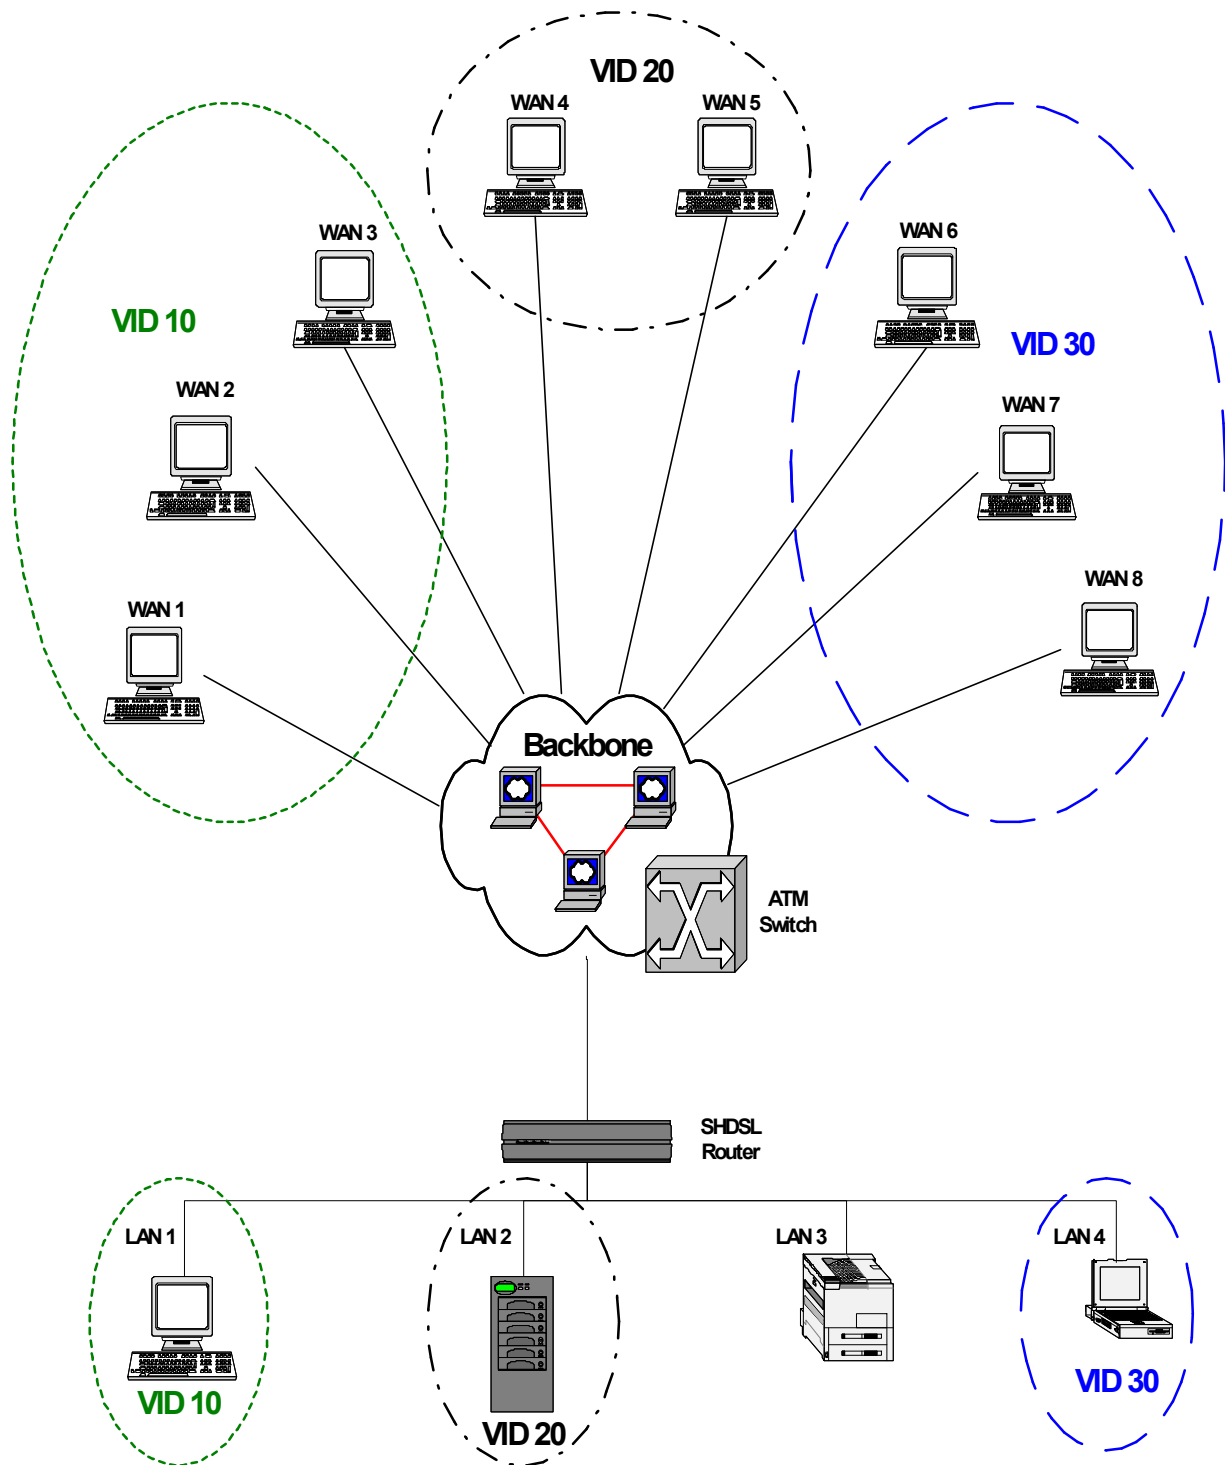 VID 20
WAN 4
WAN 5
WAN 3
WAN 6
VID 10
VID 30
WAN 2
WAN 7
WAN 1
WAN 8
Backbone
ATM
Switch
SHDSL
Router
LAN 1
LAN 2
LAN 3
LAN 4
VID 10
VID 20
VID 30